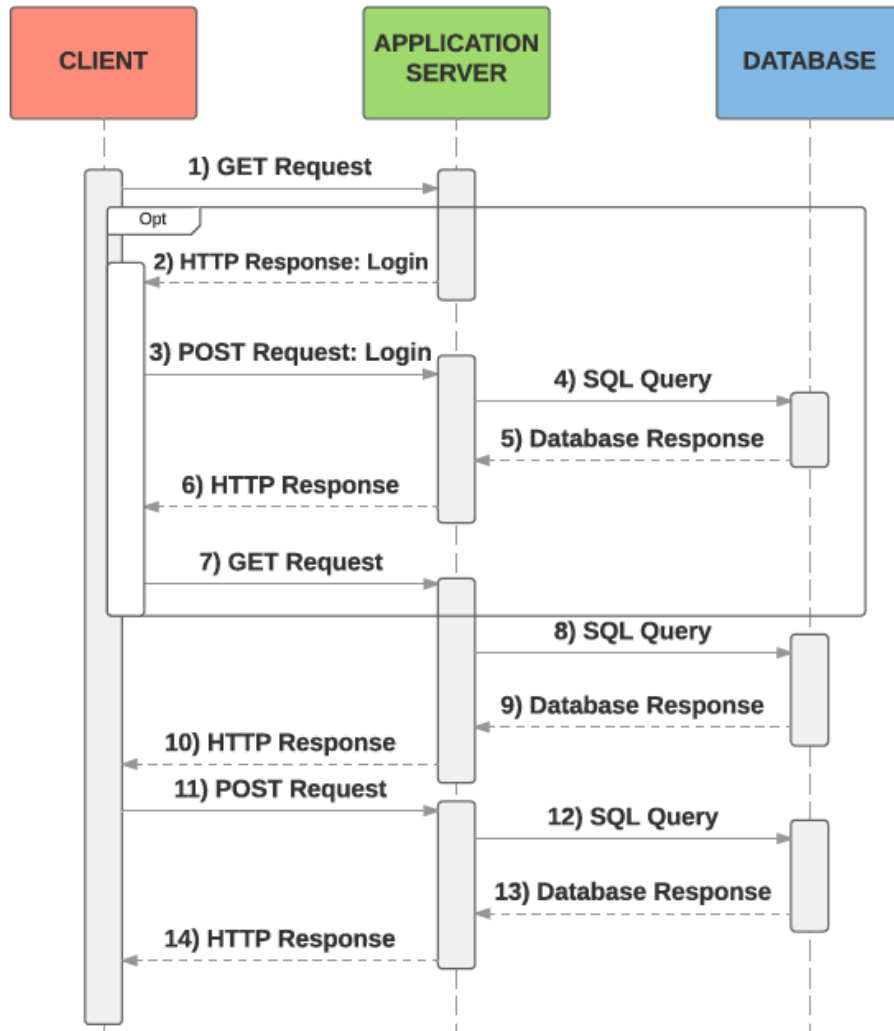 CLIENT
APPLICATION
SERVER
DATABASE
1) GET Request
Opt
2) HTTP Response: Login
3) POST Request: Login
4) SQL Query
5) Database Response
6) HTTP Response
7) GET Request
8) SQL Query
9) Database Response
10) HTTP Response
11) POST Request
12) SQL Query
13) Database Response
14) HTTP Response